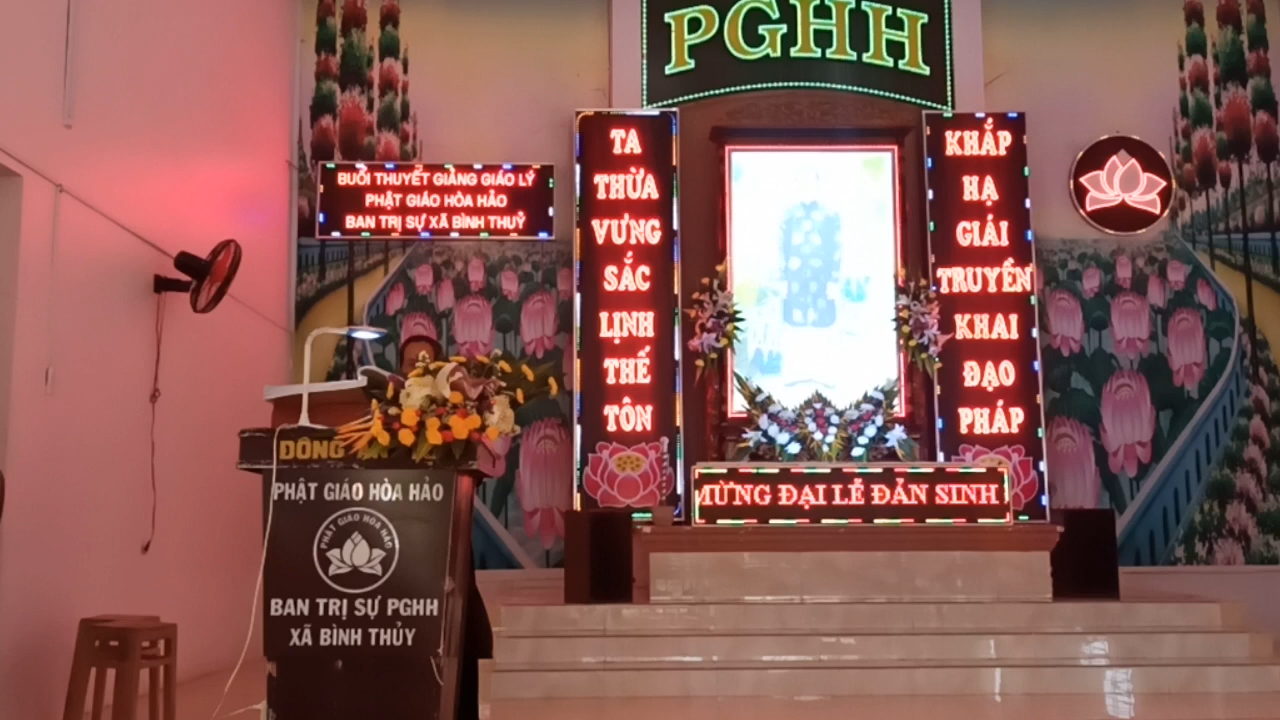 PGHH
BUỔI THUYẾT GIẢNG GIÁO LÝ
PHẬT GIÁO HÒA HẢO
BAN TRỊ SỰ XÃ BÌNH THUỶ
TA
THỪA
VƯNG
SẮC
LỊNH
THẾ
TÔN
KHẮP
HẠ
GIÁI
TRUYỀN
KHAI
ĐẠO
PHÁP
MỪNG ĐẠI LỄ ĐẢN SINH
DÔNG
PHẬT GIÁO HÒA HẢO
PHẬT GIÁO HÒA HẢO
BAN TRỊ SỰ PGHH
XÃ BÌNH THỦY